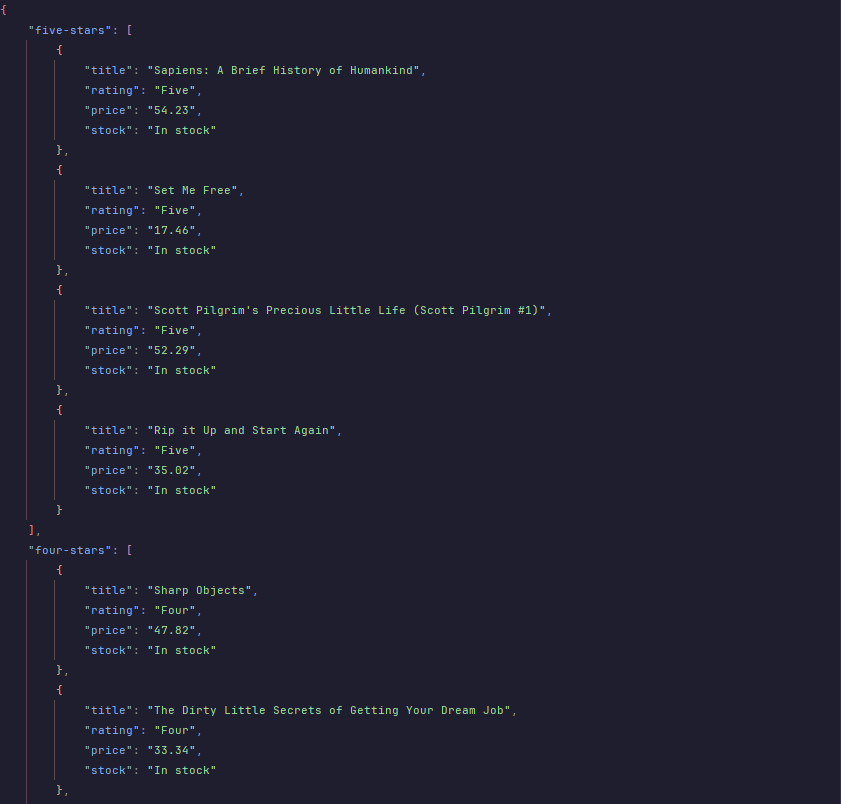 {
    "five-stars": [
        {
            "title": "Sapiens: A Brief History of Humankind",
            "rating": "Five",
            "price": "54.23",
            "stock": "In stock"
        },
        {
            "title": "Set Me Free",
            "rating": "Five",
            "price": "17.46",
            "stock": "In stock"
        },
        {
            "title": "Scott Pilgrim's Precious Little Life (Scott Pilgrim #1)",
            "rating": "Five",
            "price": "52.29",
            "stock": "In stock"
        },
        {
            "title": "Rip it Up and Start Again",
            "rating": "Five",
            "price": "35.02",
            "stock": "In stock"
        }
    ],
    "four-stars": [
        {
            "title": "Sharp Objects",
            "rating": "Four",
            "price": "47.82",
            "stock": "In stock"
        },
        {
            "title": "The Dirty Little Secrets of Getting Your Dream Job",
            "rating": "Four",
            "price": "33.34",
            "stock": "In stock"
        },